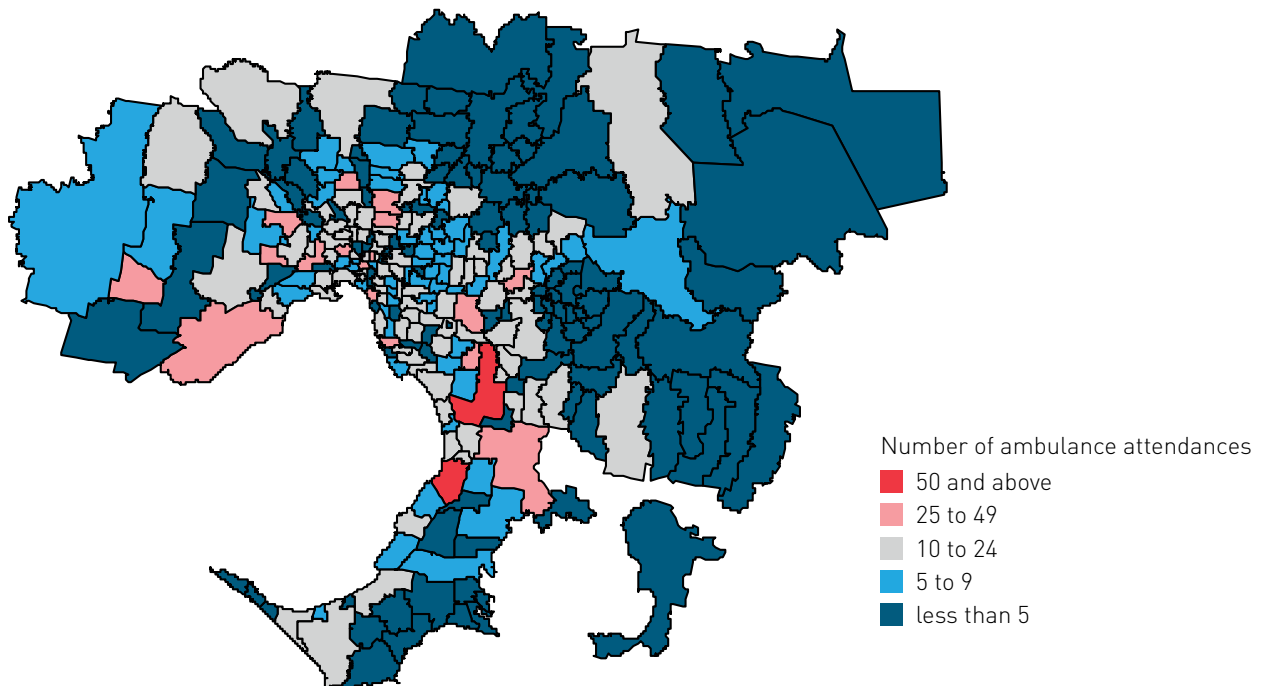 Number of ambulance attendances
50 and above
25 to 49
10 to 24
5 to 9
less than 5